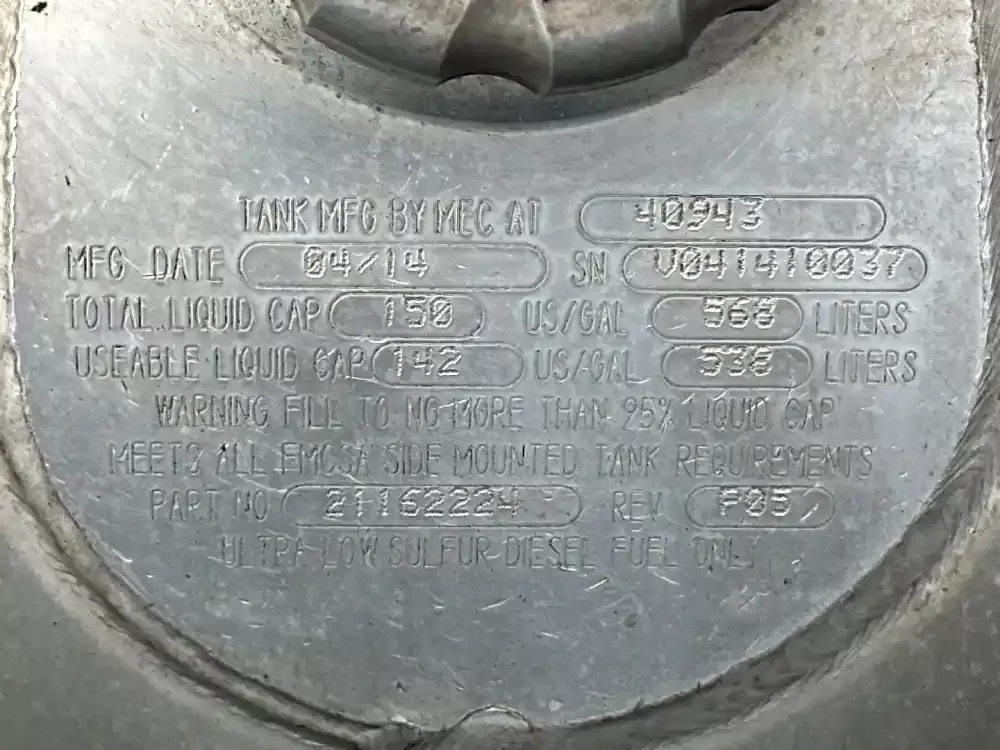 TANK MFG BY MEC AT 40943
MFG DATE 04/14 SN V041410037
TOTAL LIQUID CAP 150 US/GAL 568 LITERS
USEABLE LIQUID CAP 142 US/GAL 538 LITERS
WARNING FILL TO NO MORE THAN 95% LIQUID CAP
MEETS ALL FMCSA SIDE MOUNTED TANK REQUIREMENTS
PART NO 21162224 REV P05
ULTRA LOW SULFUR DIESEL FUEL ONLY